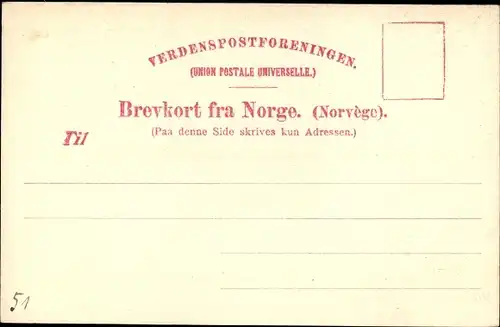 VERDENSPOSTFORENINGEN.
(UNION POSTALE UNIVERSELLE.)
Brevkort fra Norge. (Norvège).
(Paa denne Side skrives kun Adressen.)
Til
51